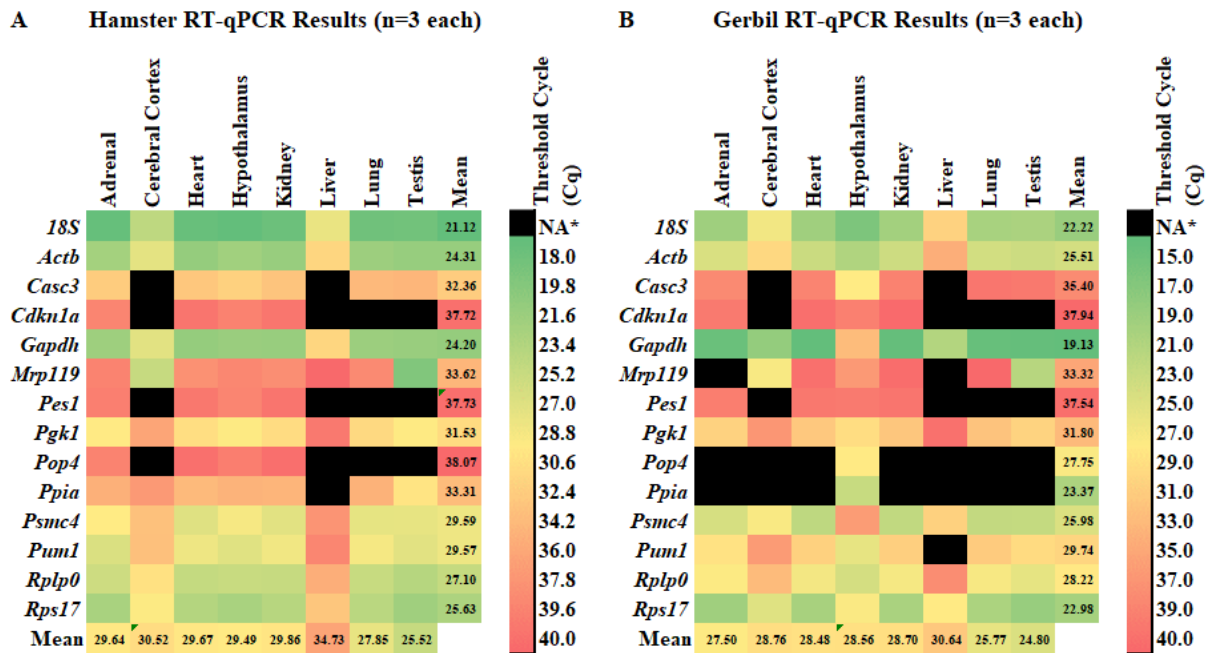 A Hamster RT-qPCR Results (n=3 each)
Adrenal
Cerebral Cortex
Heart
Hypothalamus
Kidney
Liver
Lung
Testis
Mean
Threshold Cycle
(Cq)
18S 21.12 NA*
Actb 24.31 18.0
Casc3 32.36 19.8
Cdkn1a 37.72 21.6
Gapdh 24.20 23.4
Mrp119 33.62 25.2
Pes1 37.73 27.0
Pgk1 31.53 28.8
Pop4 38.07 30.6
Ppia 33.31 32.4
Psmc4 29.59 34.2
Pum1 29.57 36.0
Rplp0 27.10 37.8
Rps17 25.63 39.6
Mean 29.64 30.52 29.67 29.49 29.86 34.73 27.85 25.52 40.0
B Gerbil RT-qPCR Results (n=3 each)
Adrenal
Cerebral Cortex
Heart
Hypothalamus
Kidney
Liver
Lung
Testis
Mean
Threshold Cycle
(Cq)
18S 22.22 NA*
Actb 25.51 15.0
Casc3 35.40 17.0
Cdkn1a 37.94 19.0
Gapdh 19.13 21.0
Mrp119 33.32 23.0
Pes1 37.54 25.0
Pgk1 31.80 27.0
Pop4 27.75 29.0
Ppia 23.37 31.0
Psmc4 25.98 33.0
Pum1 29.74 35.0
Rplp0 28.22 37.0
Rps17 22.98 39.0
Mean 27.50 28.76 28.48 28.56 28.70 30.64 25.77 24.80 40.0